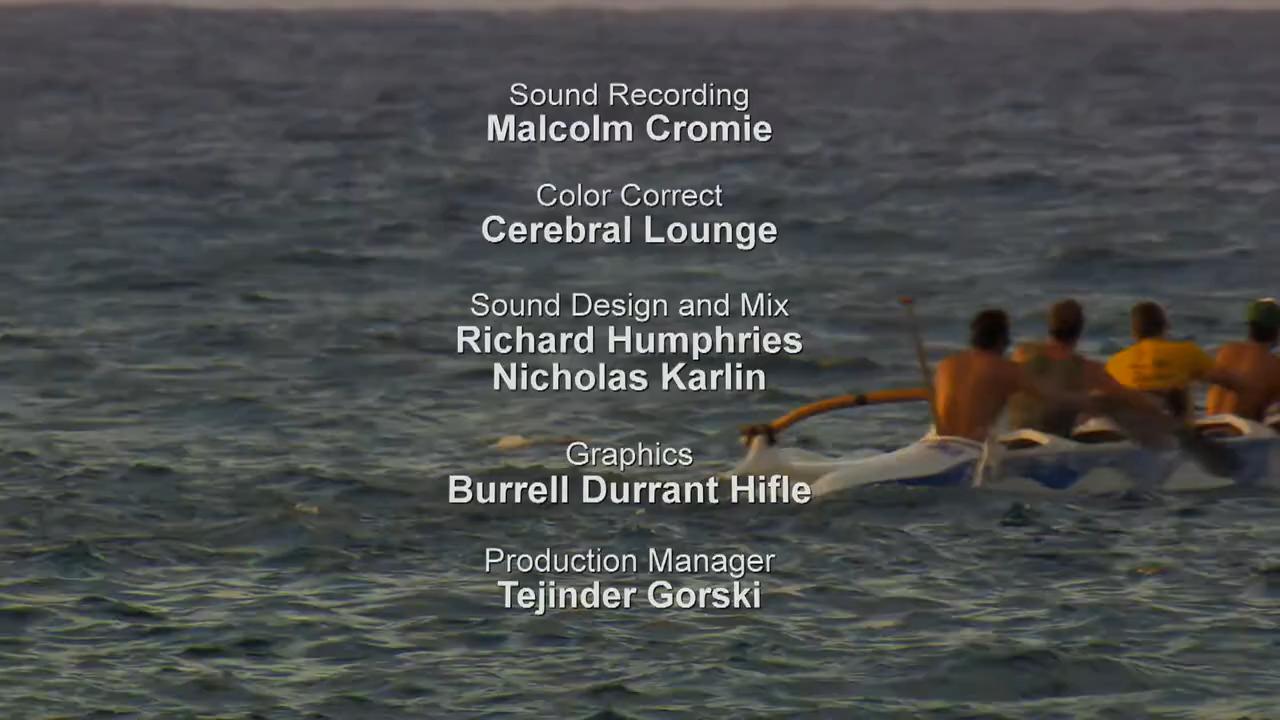 Sound Recording
Malcolm Cromie
Color Correct
Cerebral Lounge
Sound Design and Mix
Richard Humphries
Nicholas Karlin
Graphics
Burrell Durrant Hifle
Production Manager
Tejinder Gorski